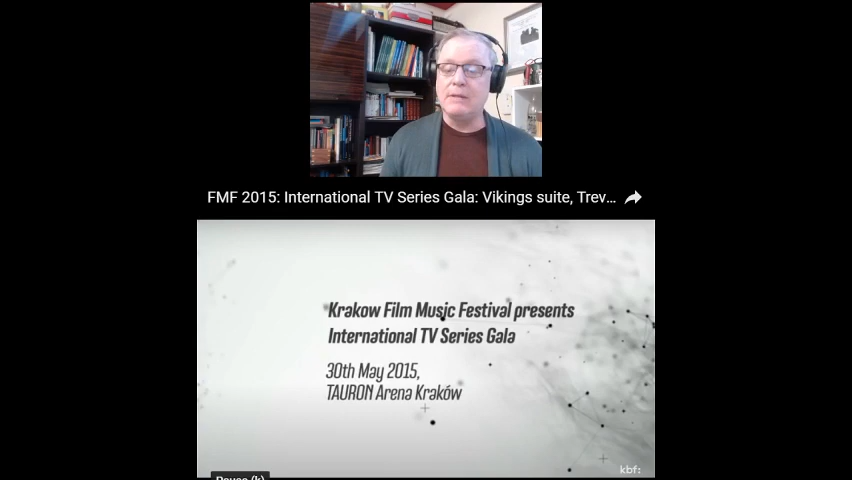 FMF 2015: International TV Series Gala: Vikings suite, Trev...
Krakow Film Music Festival presents
International TV Series Gala
30th May 2015,
TAURON Arena Kraków
kbf:
Pause (k)